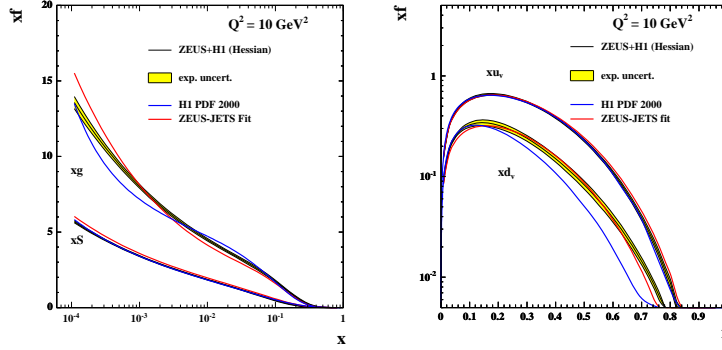 xf
Q² = 10 GeV²
20
ZEUS+H1 (Hessian)
exp. uncert.
15
H1 PDF 2000
ZEUS-JETS Fit
10
xg
5
xS
0
10⁻⁴ 10⁻³ 10⁻² 10⁻¹ 1
x
xf
Q² = 10 GeV²
ZEUS+H1 (Hessian)
1
xuᵥ
exp. uncert.
H1 PDF 2000
ZEUS-JETS fit
10⁻¹
xdᵥ
10⁻²
0 0.1 0.2 0.3 0.4 0.5 0.6 0.7 0.8 0.9 1